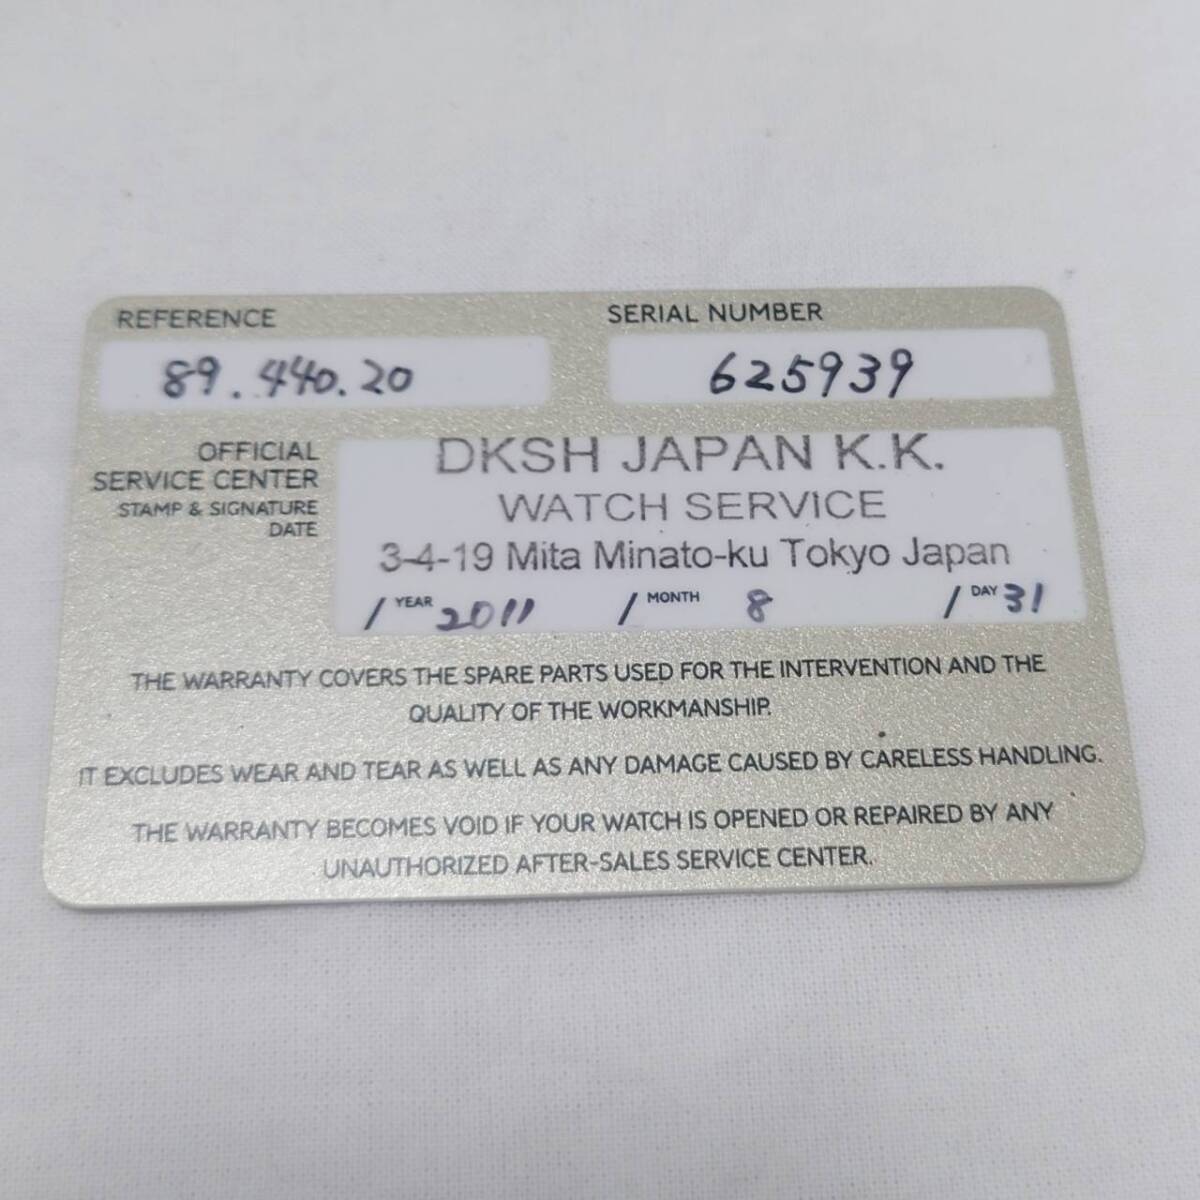 REFERENCE
SERIAL NUMBER
89.440.20
625939
OFFICIAL
SERVICE CENTER
STAMP & SIGNATURE
DATE
DKSH JAPAN K.K.
WATCH SERVICE
3-4-19 Mita Minato-ku Tokyo Japan
/ YEAR 2011 / MONTH 8 / DAY 31
THE WARRANTY COVERS THE SPARE PARTS USED FOR THE INTERVENTION AND THE
QUALITY OF THE WORKMANSHIP.
IT EXCLUDES WEAR AND TEAR AS WELL AS ANY DAMAGE CAUSED BY CARELESS HANDLING.
THE WARRANTY BECOMES VOID IF YOUR WATCH IS OPENED OR REPAIRED BY ANY
UNAUTHORIZED AFTER-SALES SERVICE CENTER.